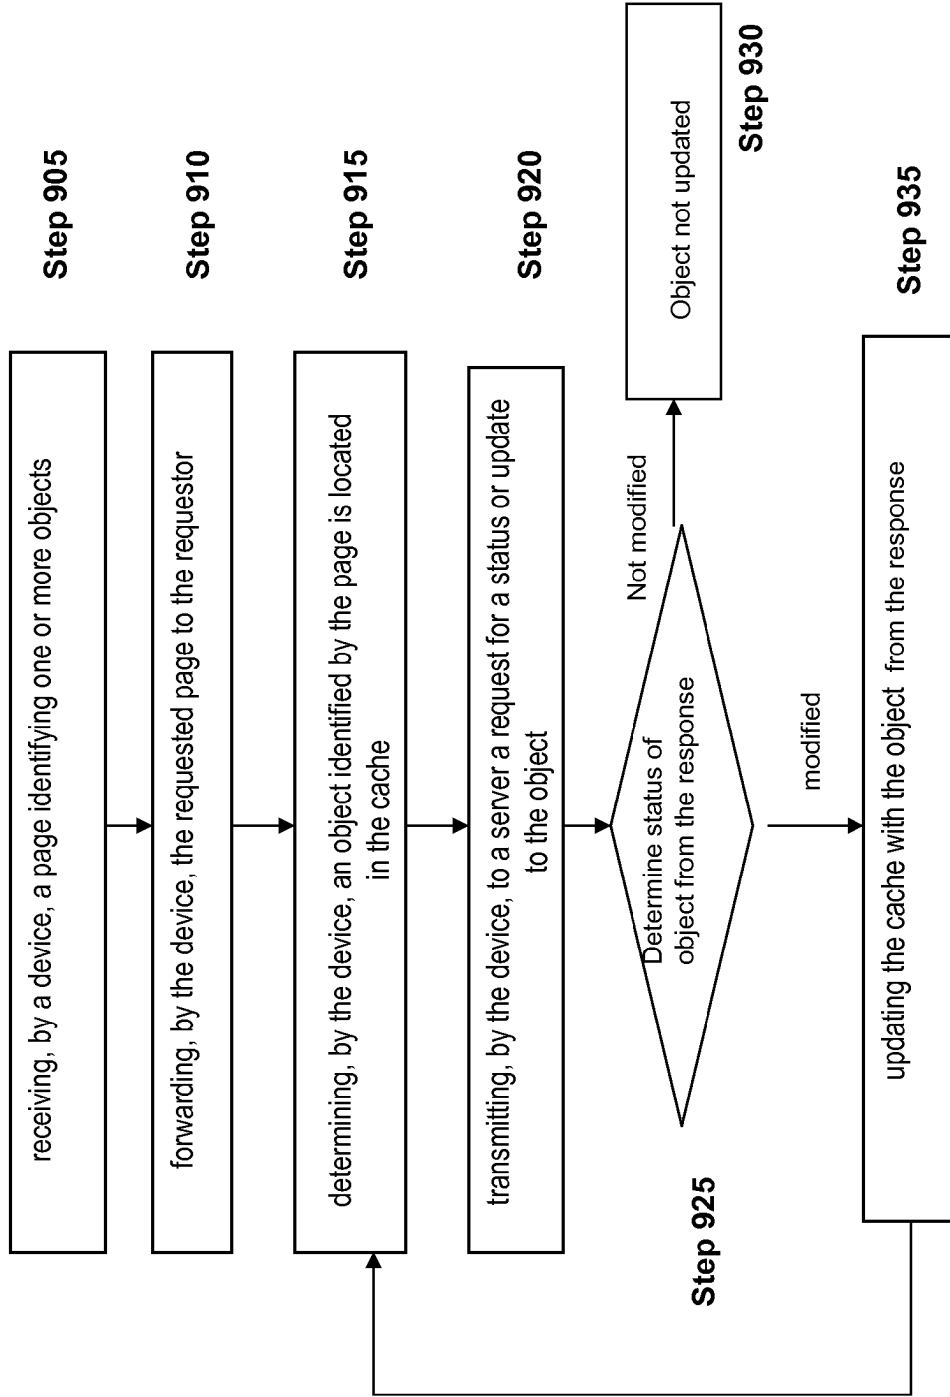 receiving, by a device, a page identifying one or more objects
Step 905
forwarding, by the device, the requested page to the requestor
Step 910
determining, by the device, an object identified by the page is located
in the cache
Step 915
transmitting, by the device, to a server a request for a status or update
to the object
Step 920
Step 925
Determine status of
object from the response
Not modified
Object not updated
Step 930
modified
updating the cache with the object from the response
Step 935